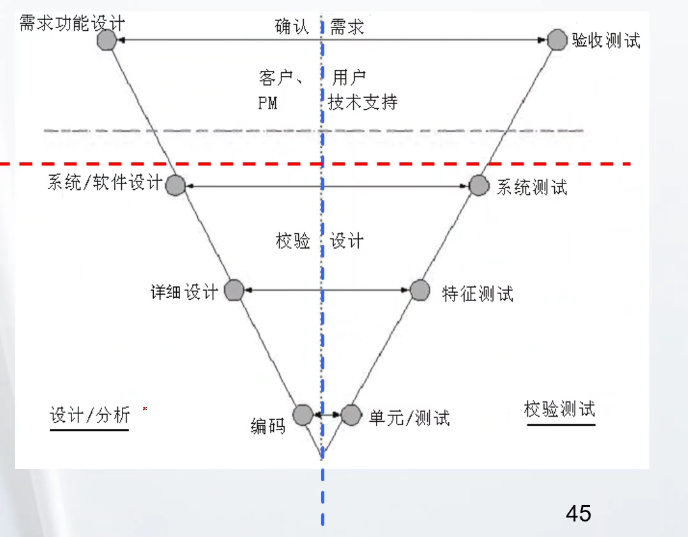 需求功能设计
确认 需求
验收测试
客户、 用户
PM 技术支持
系统/软件设计
系统测试
校验 设计
详细设计
特征测试
设计/分析
编码
单元/测试
校验测试
45